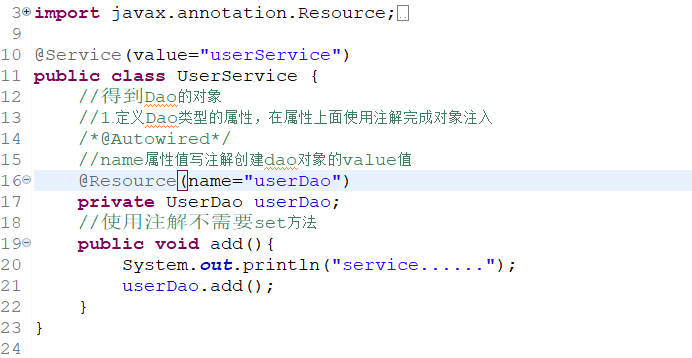 3 import javax.annotation.Resource;
9
10 @Service(value="userService")
11 public class UserService {
12 //得到Dao的对象
13 //1.定义Dao类型的属性，在属性上面使用注解完成对象注入
14 /*@Autowired*/
15 //name属性值写注解创建dao对象的value值
16 @Resource(name="userDao")
17 private UserDao userDao;
18 //使用注解不需要set方法
19 public void add(){
20 System.out.println("service......");
21 userDao.add();
22 }
23 }
24